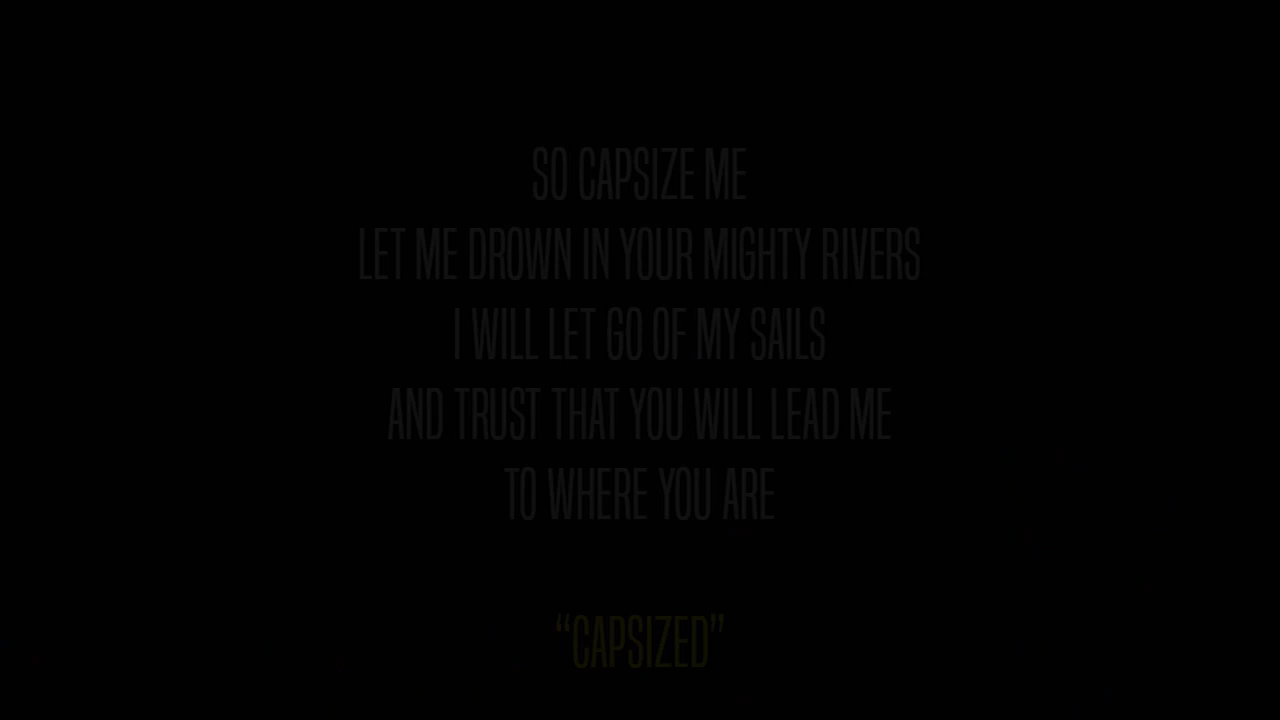 SO CAPSIZE ME
LET ME DROWN IN YOUR MIGHTY RIVERS
I WILL LET GO OF MY SAILS
AND TRUST THAT YOU WILL LEAD ME
TO WHERE YOU ARE
“CAPSIZED”